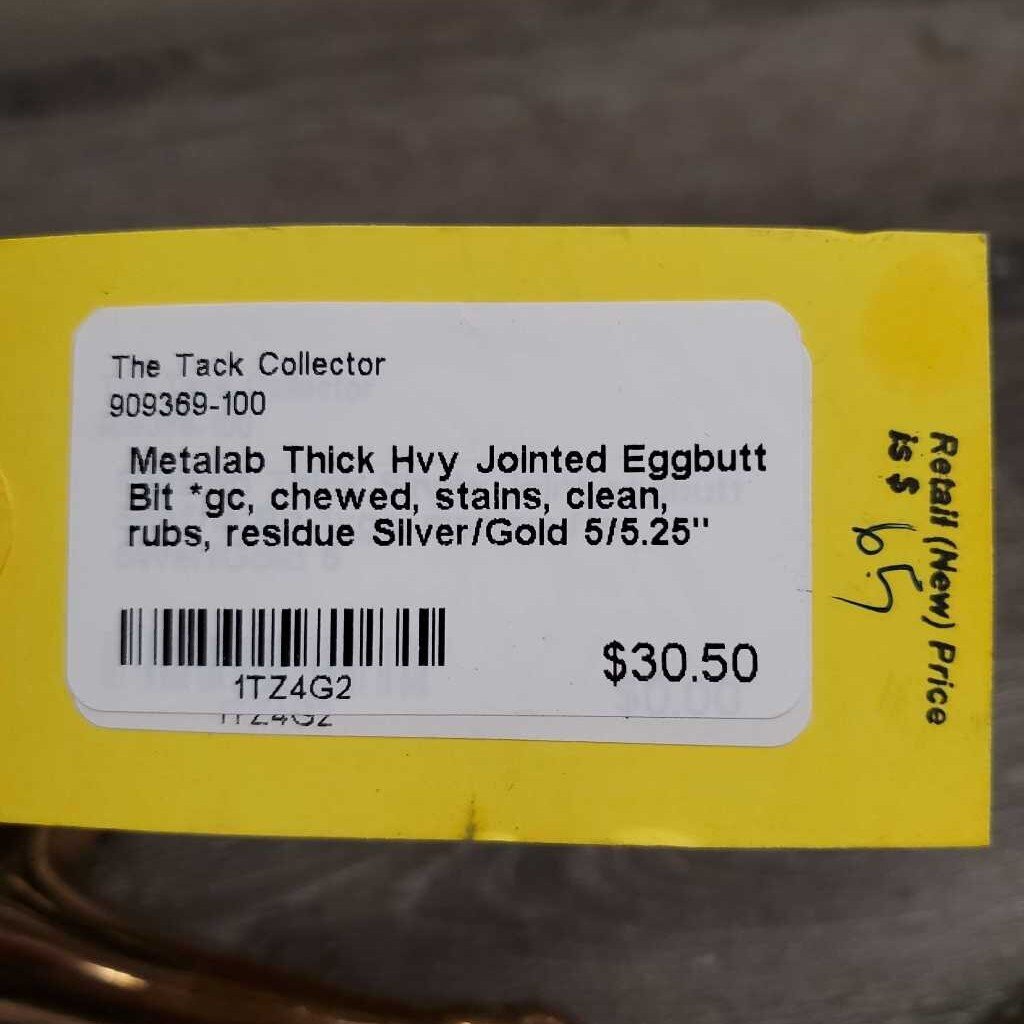 The Tack Collector
909369-100
Metalab Thick Hvy Jointed Eggbutt
Bit *gc, chewed, stains, clean,
rubs, residue Silver/Gold 5/5.25"
1TZ4G2
$30.50
1TZ4G2
Retail (New) Price
is $
65